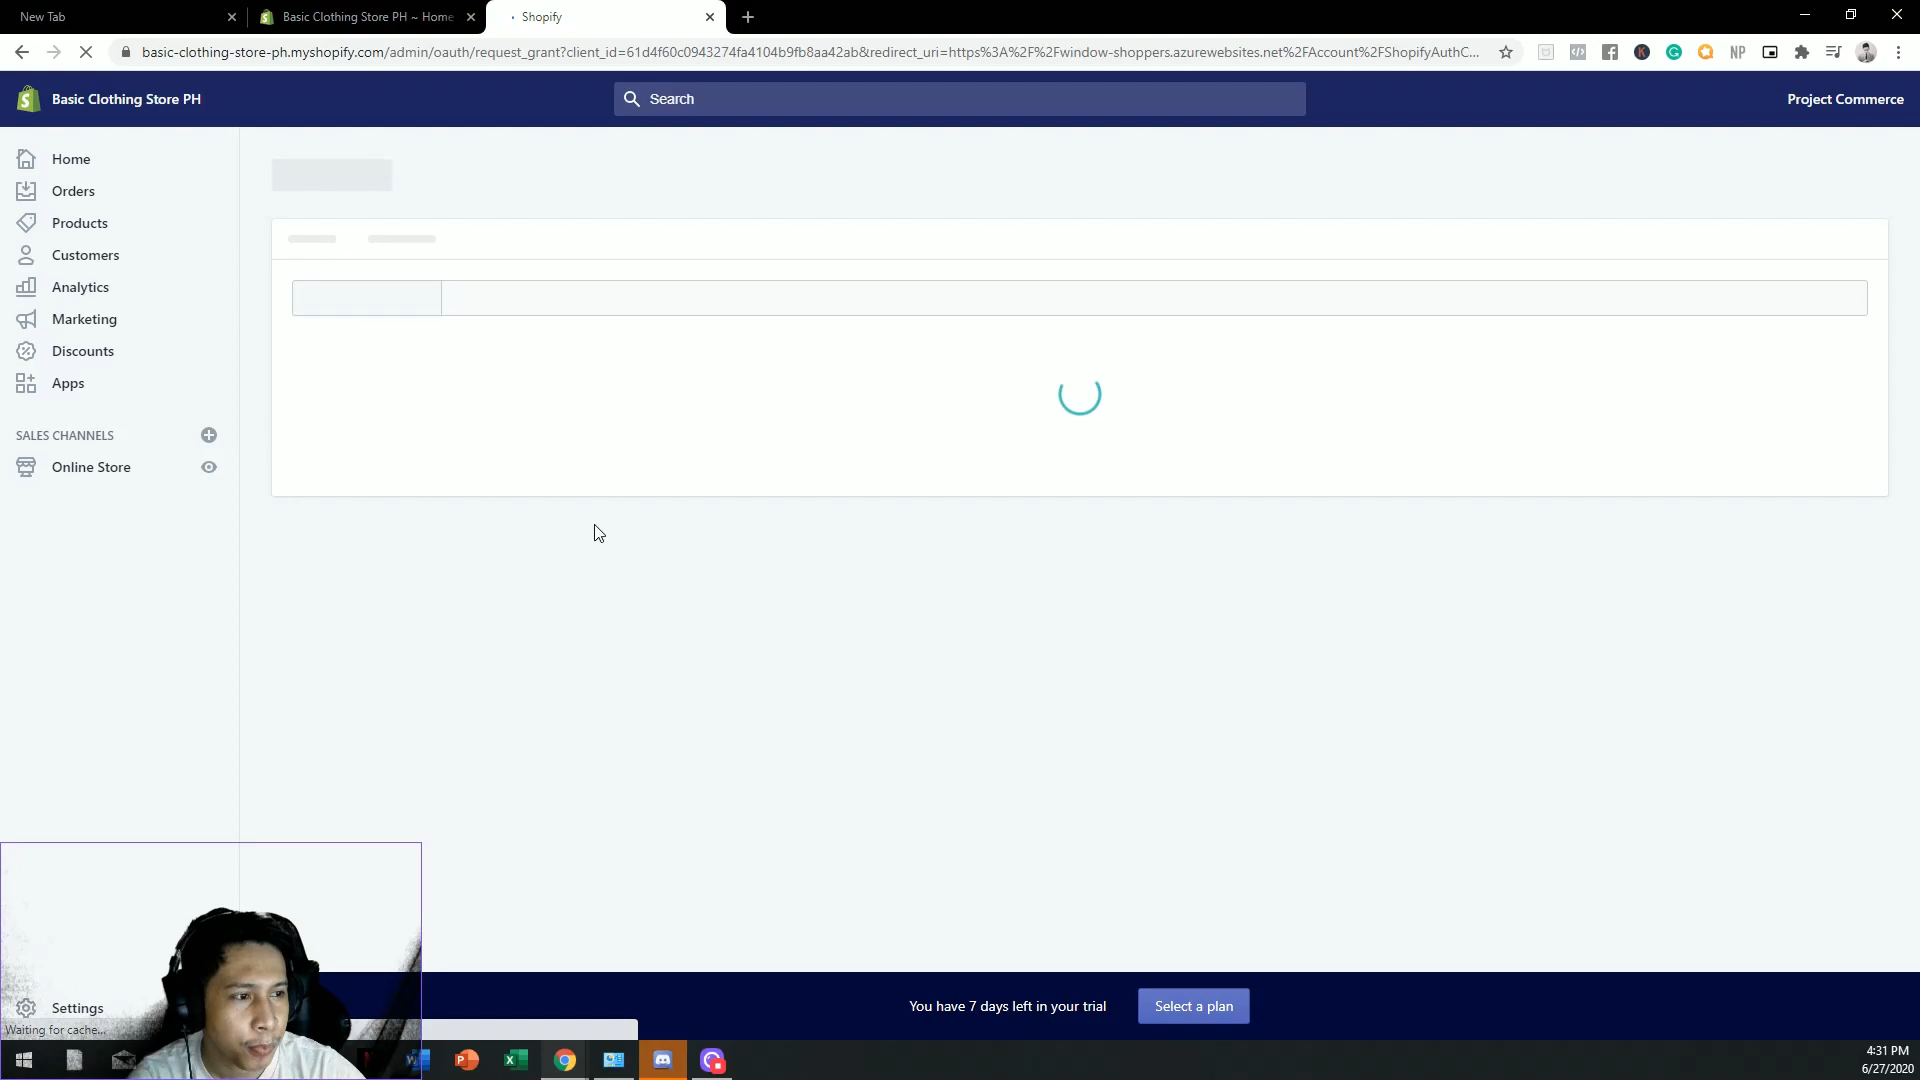 New Tab
Basic Clothing Store PH ~ Home
Shopify
basic-clothing-store-ph.myshopify.com/admin/oauth/request_grant?client_id=61d4f60c0943274fa4104b9fb8aa42ab&redirect_uri=https%3A%2F%2Fwindow-shoppers.azurewebsites.net%2FAccount%2FShopifyAuthC...
NP
Basic Clothing Store PH
Search
Project Commerce
Home
Orders
Products
Customers
Analytics
Marketing
Discounts
Apps
SALES CHANNELS
Online Store
Settings
Waiting for cache...
You have 7 days left in your trial
Select a plan
4:31 PM
6/27/2020